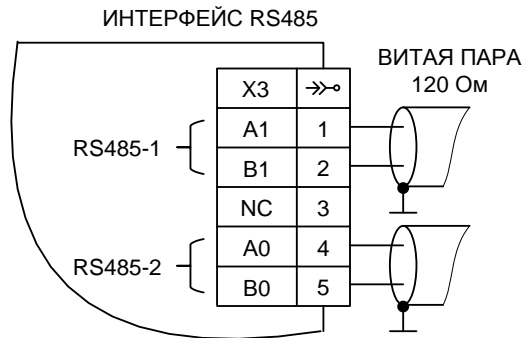 ИНТЕРФЕЙС RS485
ВИТАЯ ПАРА
120 Ом
X3
A1 1
RS485-1
B1 2
NC 3
A0 4
RS485-2
B0 5